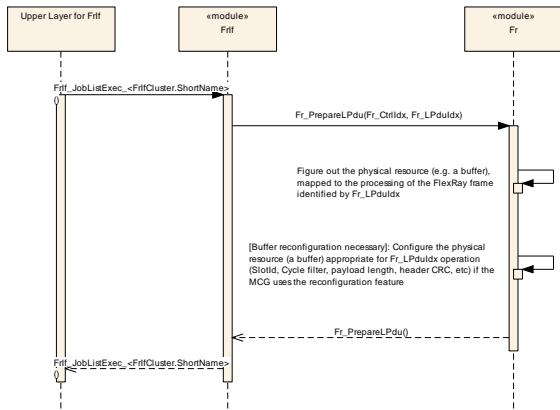 Upper Layer for FrIf
«module»
FrIf
«module»
Fr
FrIf_JobListExec_<FrIfCluster.ShortName>
()
Fr_PrepareLPdu(Fr_CtrlIdx, Fr_LPduIdx)
Figure out the physical resource (e.g. a buffer),
mapped to the processing of the FlexRay frame
identified by Fr_LPduIdx
[Buffer reconfiguration necessary]: Configure the physical
resource (a buffer) appropriate for Fr_LPduIdx operation
(SlotId, Cycle filter, payload length, header CRC, etc) if the
MCG uses the reconfiguration feature
Fr_PrepareLPdu()
FrIf_JobListExec_<FrIfCluster.ShortName>
()